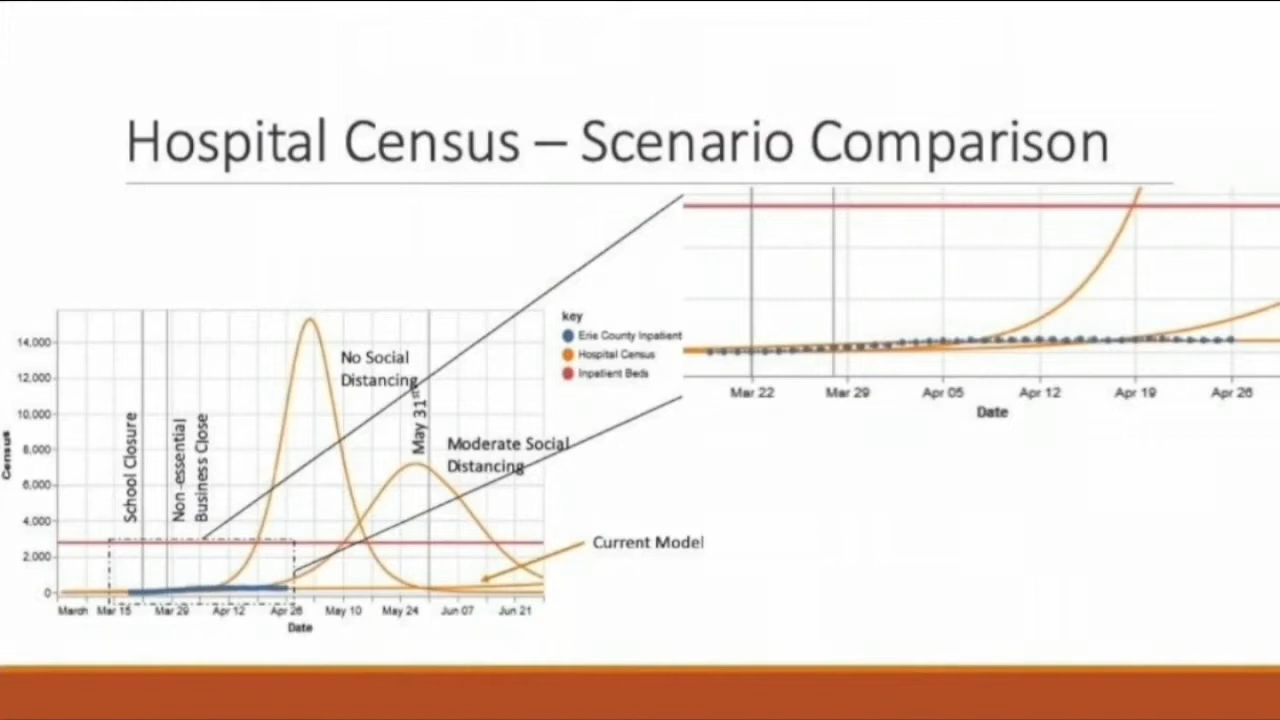 Hospital Census – Scenario Comparison
14,000
12,000
10,000
8,000
6,000
4,000
2,000
0
Census
School Closure
Non-essential
Business Close
No Social
Distancing
May 31st
Moderate Social
Distancing
Current Model
March Mar 15 Mar 29 Apr 12 Apr 26 May 10 May 24 Jun 07 Jun 21
Date
key
Erie County Inpatient
Hospital Census
Inpatient Beds
Mar 22 Mar 29 Apr 05 Apr 12 Apr 19 Apr 26
Date